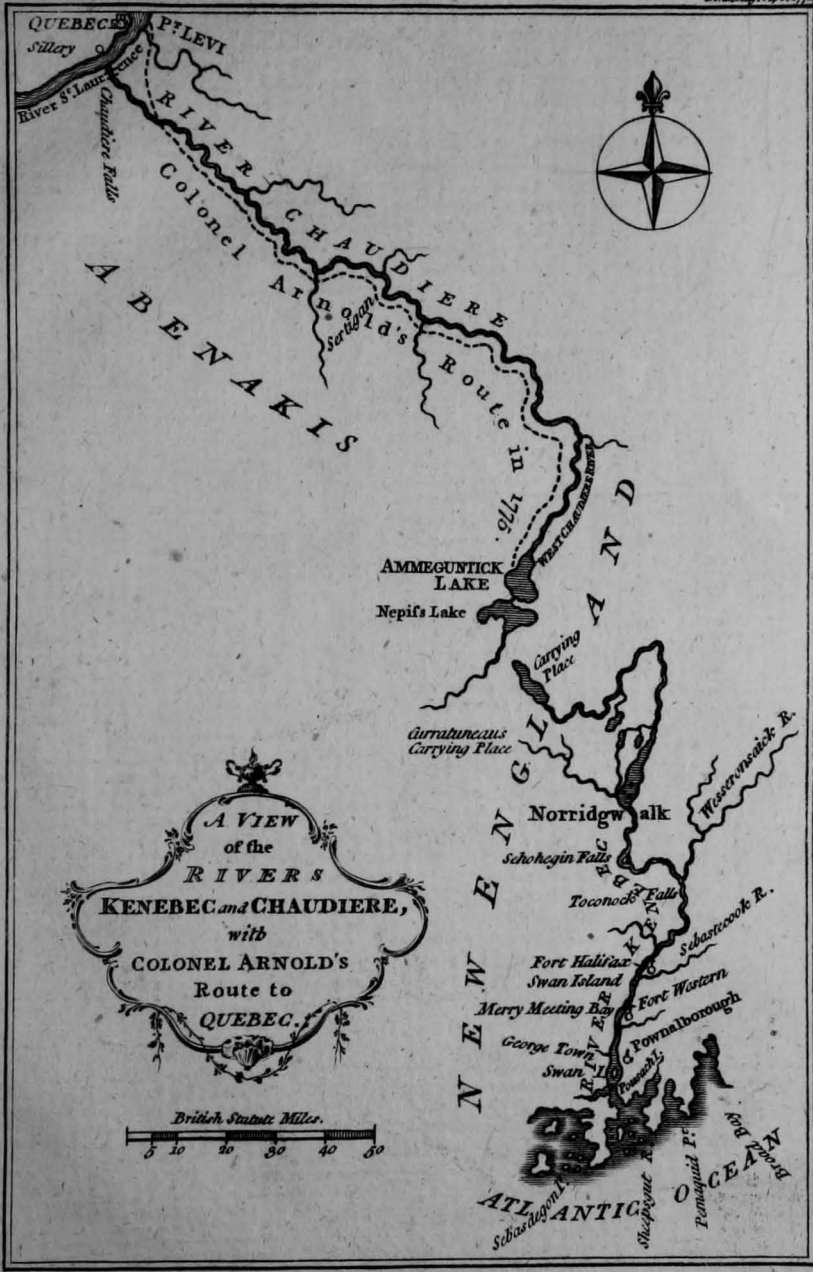 QUEBEC
Sillery
Pt. LEVI
River St. Laurence
Chaudiere Falls
RIVER CHAUDIERE
Colonel Arnold's Route in 1776.
Sertigan
ABENAKIS
WEST CHAUDIERE RIVER
AMMEGUNTICK
LAKE
Nepiss Lake
Carrying
Place
Curratuneaus
Carrying Place
NEW ENGLAND
Wesseronsaick R.
Norridgwalk
Schohegin Falls
Toconock Falls
RIVER KENEBEC
Sebastecook R.
Fort Halifax
Swan Island
Fort Western
Merry Meeting Bay
Pownalborough
George Town
Swan I.
Sebasdegon I.
Sheepsgut R.
Pemaquid Pt.
Broad Bay
ATLANTIC OCEAN
A VIEW
of the
RIVERS
KENEBEC and CHAUDIERE,
with
COLONEL ARNOLD'S
Route to
QUEBEC.
British Statute Miles.
5 10 20 30 40 50